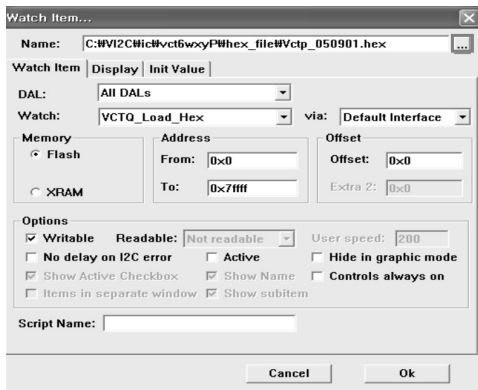 Watch Item...
Name: C:₩VI2C₩ic₩vct6wxyP₩hex_file₩Vctp_050901.hex ...
Watch Item Display Init Value
DAL: All DALs
Watch: VCTQ_Load_Hex via: Default Interface
Memory Address Offset
Flash From: 0x0 Offset: 0x0
XRAM To: 0x7ffff Extra 2: 0x0
Options
Writable Readable: Not readable User speed: 200
No delay on I2C error Active Hide in graphic mode
Show Active Checkbox Show Name Controls always on
Items in separate window Show subitem
Script Name:
Cancel Ok